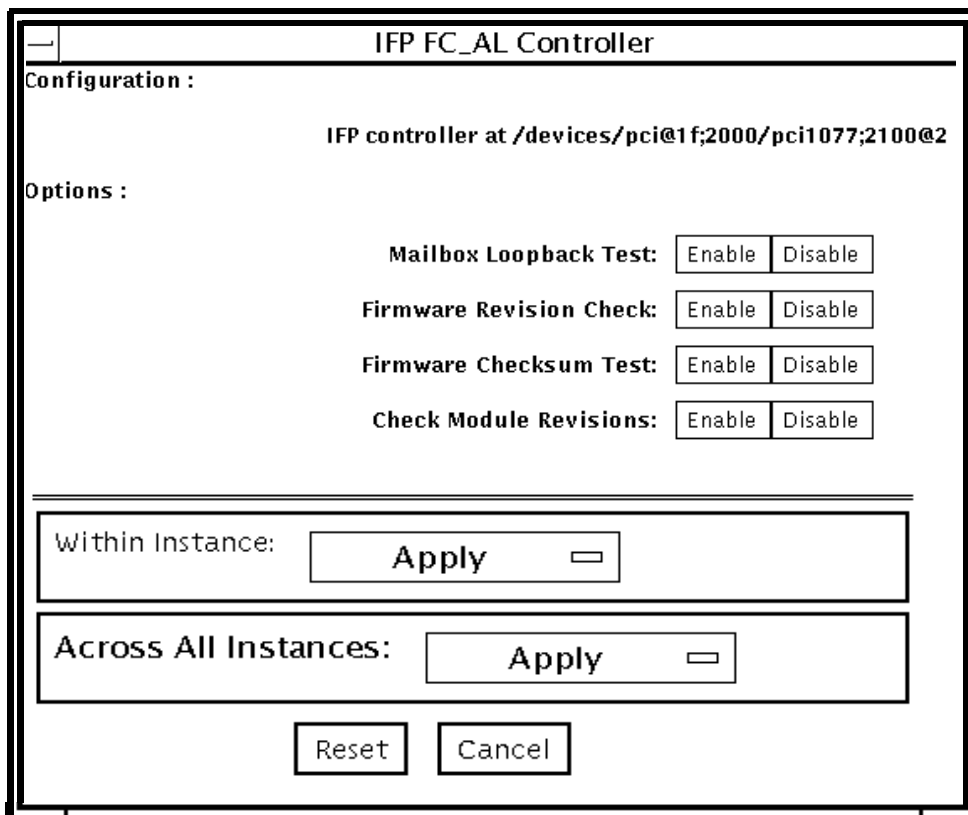 IFP FC_AL Controller
Configuration :
IFP controller at /devices/pci@1f;2000/pci1077;2100@2
Options :
Mailbox Loopback Test: Enable Disable
Firmware Revision Check: Enable Disable
Firmware Checksum Test: Enable Disable
Check Module Revisions: Enable Disable
Within Instance: Apply
Across All Instances: Apply
Reset Cancel